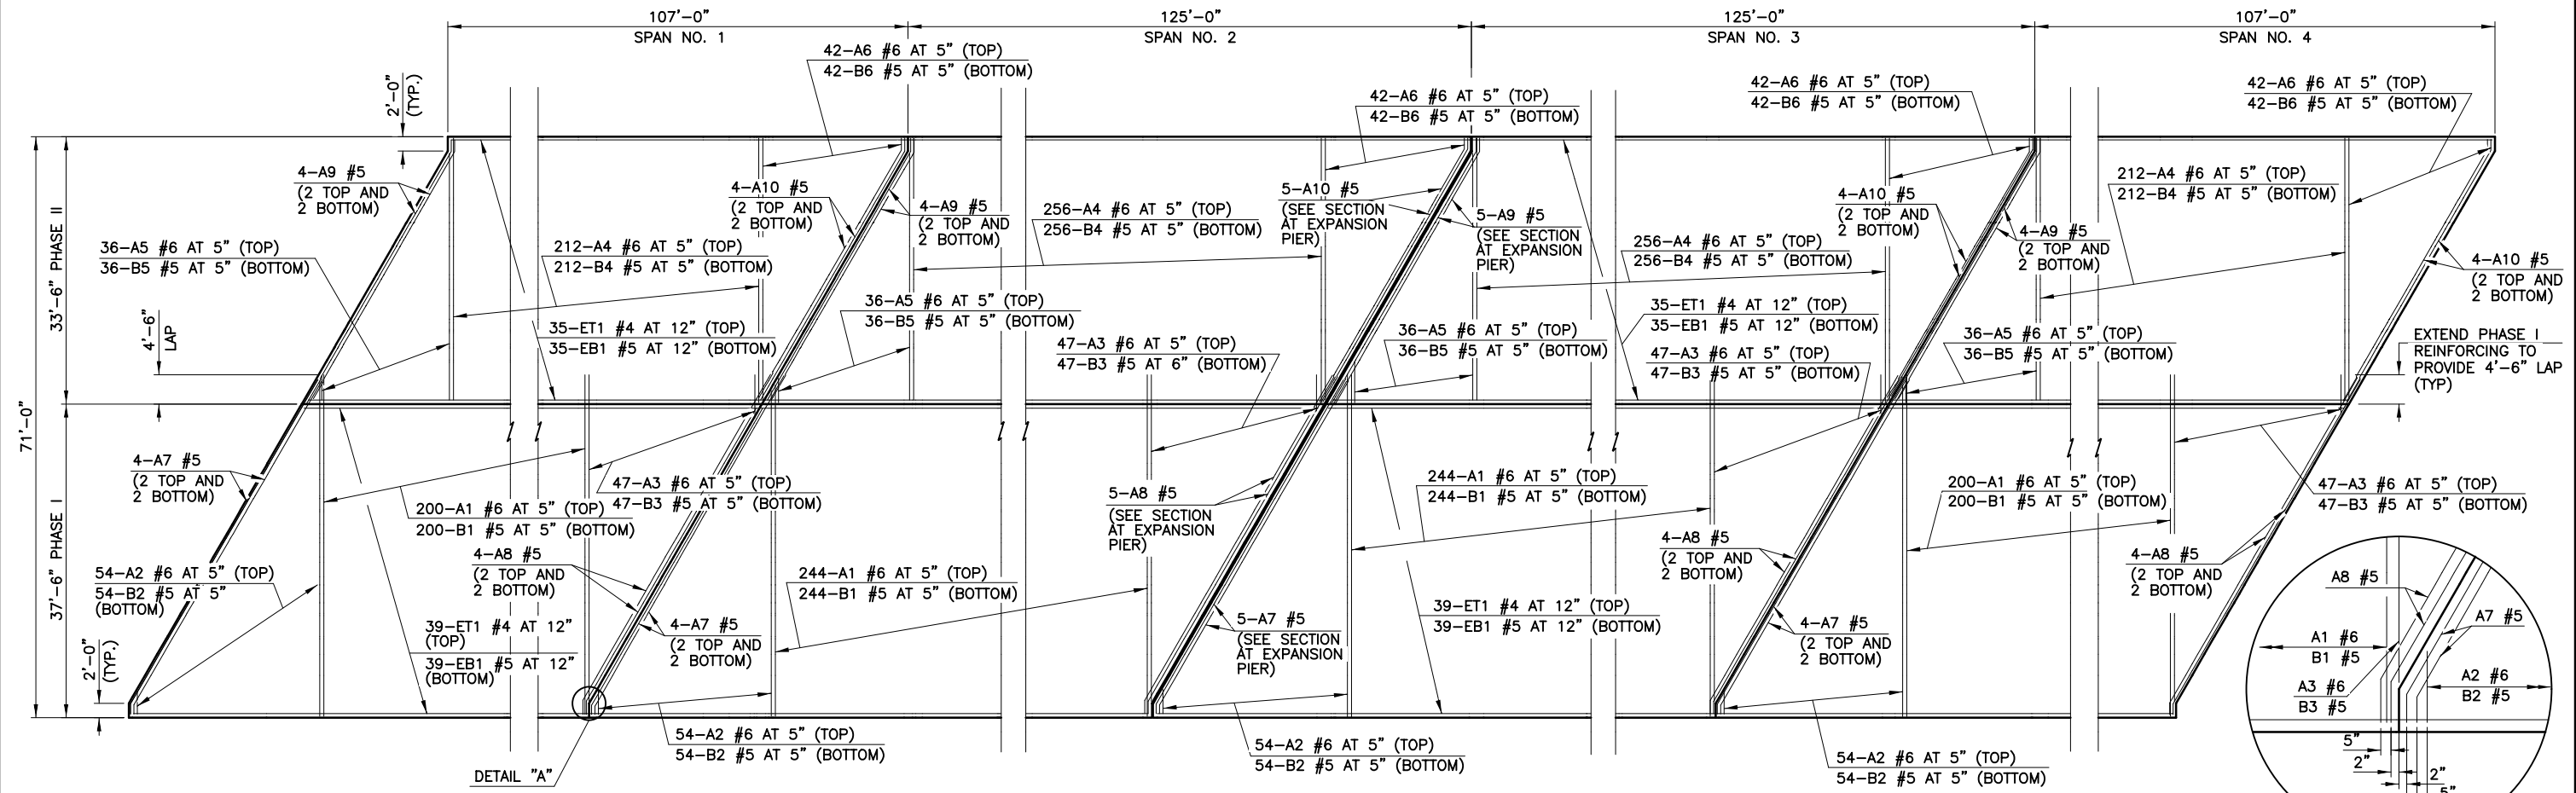 107'-0"
SPAN NO. 1
125'-0"
SPAN NO. 2
125'-0"
SPAN NO. 3
107'-0"
SPAN NO. 4
42-A6 #6 AT 5" (TOP)
42-B6 #5 AT 5" (BOTTOM)
42-A6 #6 AT 5" (TOP)
42-B6 #5 AT 5" (BOTTOM)
42-A6 #6 AT 5" (TOP)
42-B6 #5 AT 5" (BOTTOM)
42-A6 #6 AT 5" (TOP)
42-B6 #5 AT 5" (BOTTOM)
2'-0"
(TYP.)
71'-0"
33'-6" PHASE II
37'-6" PHASE I
4'-6"
LAP
2'-0"
(TYP.)
4-A9 #5
(2 TOP AND
2 BOTTOM)
36-A5 #6 AT 5" (TOP)
36-B5 #5 AT 5" (BOTTOM)
212-A4 #6 AT 5" (TOP)
212-B4 #5 AT 5" (BOTTOM)
35-ET1 #4 AT 12" (TOP)
35-EB1 #5 AT 12" (BOTTOM)
4-A10 #5
(2 TOP AND
2 BOTTOM)
4-A9 #5
(2 TOP AND
2 BOTTOM)
36-A5 #6 AT 5" (TOP)
36-B5 #5 AT 5" (BOTTOM)
256-A4 #6 AT 5" (TOP)
256-B4 #5 AT 5" (BOTTOM)
47-A3 #6 AT 5" (TOP)
47-B3 #5 AT 6" (BOTTOM)
5-A10 #5
(SEE SECTION
AT EXPANSION
PIER)
5-A9 #5
(SEE SECTION
AT EXPANSION
PIER)
36-A5 #6 AT 5" (TOP)
36-B5 #5 AT 5" (BOTTOM)
256-A4 #6 AT 5" (TOP)
256-B4 #5 AT 5" (BOTTOM)
35-ET1 #4 AT 12" (TOP)
35-EB1 #5 AT 12" (BOTTOM)
47-A3 #6 AT 5" (TOP)
47-B3 #5 AT 5" (BOTTOM)
4-A10 #5
(2 TOP AND
2 BOTTOM)
4-A9 #5
(2 TOP AND
2 BOTTOM)
36-A5 #6 AT 5" (TOP)
36-B5 #5 AT 5" (BOTTOM)
212-A4 #6 AT 5" (TOP)
212-B4 #5 AT 5" (BOTTOM)
4-A10 #5
(2 TOP AND
2 BOTTOM)
EXTEND PHASE I
REINFORCING TO
PROVIDE 4'-6" LAP
(TYP)
4-A7 #5
(2 TOP AND
2 BOTTOM)
54-A2 #6 AT 5" (TOP)
54-B2 #5 AT 5"
(BOTTOM)
200-A1 #6 AT 5" (TOP)
200-B1 #5 AT 5" (BOTTOM)
47-A3 #6 AT 5" (TOP)
47-B3 #5 AT 5" (BOTTOM)
4-A8 #5
(2 TOP AND
2 BOTTOM)
39-ET1 #4 AT 12"
(TOP)
39-EB1 #5 AT 12"
(BOTTOM)
4-A7 #5
(2 TOP AND
2 BOTTOM)
244-A1 #6 AT 5" (TOP)
244-B1 #5 AT 5" (BOTTOM)
5-A8 #5
(SEE SECTION
AT EXPANSION
PIER)
5-A7 #5
(SEE SECTION
AT EXPANSION
PIER)
244-A1 #6 AT 5" (TOP)
244-B1 #5 AT 5" (BOTTOM)
39-ET1 #4 AT 12" (TOP)
39-EB1 #5 AT 12" (BOTTOM)
4-A8 #5
(2 TOP AND
2 BOTTOM)
4-A7 #5
(2 TOP AND
2 BOTTOM)
200-A1 #6 AT 5" (TOP)
200-B1 #5 AT 5" (BOTTOM)
47-A3 #6 AT 5" (TOP)
47-B3 #5 AT 5" (BOTTOM)
4-A8 #5
(2 TOP AND
2 BOTTOM)
54-A2 #6 AT 5" (TOP)
54-B2 #5 AT 5" (BOTTOM)
54-A2 #6 AT 5" (TOP)
54-B2 #5 AT 5" (BOTTOM)
54-A2 #6 AT 5" (TOP)
54-B2 #5 AT 5" (BOTTOM)
DETAIL "A"
A8 #5
A7 #5
A1 #6
B1 #5
A3 #6
B3 #5
A2 #6
B2 #5
5"
2"
2"
5"